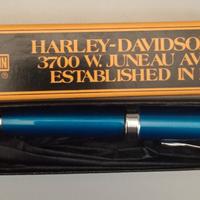 HARLEY-DAVIDSO
3700 W. JUNEAU AV
ESTABLISHED IN